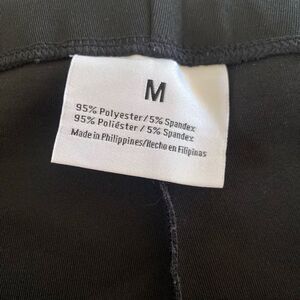 M
95% Polyester/5% Spandex
95% Poliéster/5% Spandex
Made in Philippines/Hecho en Filipinas